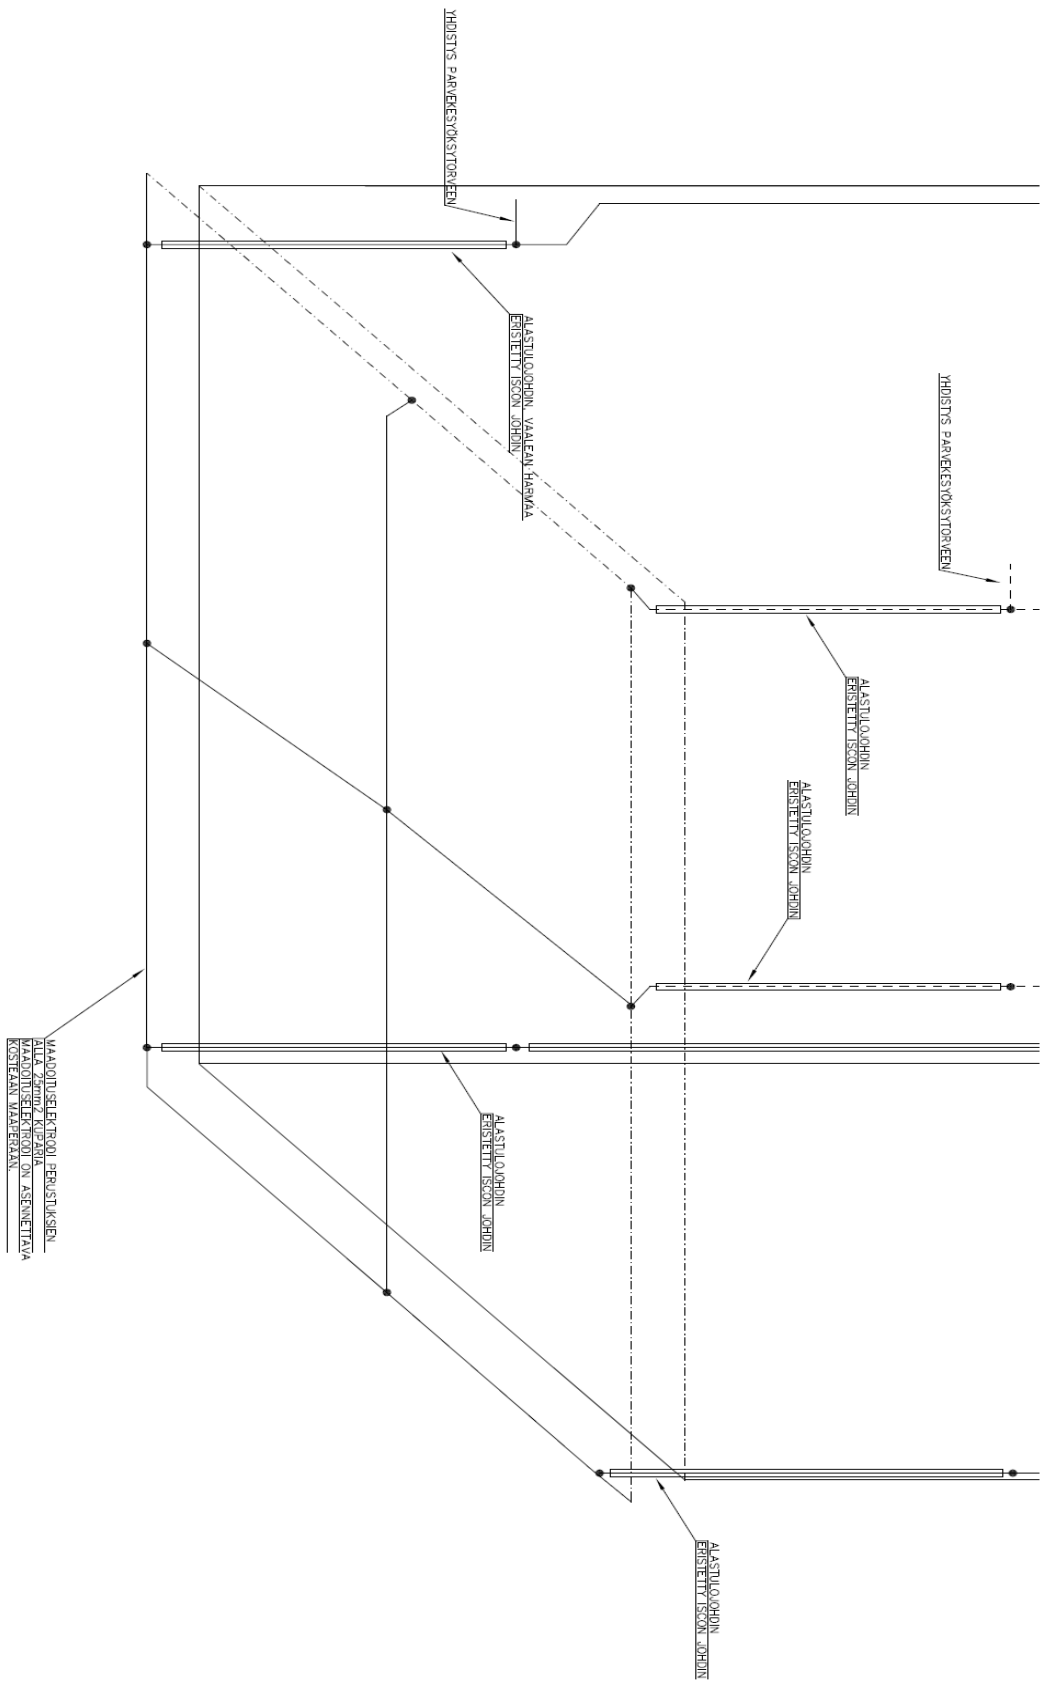 YHDISTYS PARVEKESYÖKSYTORVEEN
ALASTULOJOHDIN, VAALEAN HARMAA
ERISTETTY ISCON JOHDIN
YHDISTYS PARVEKESYÖKSYTORVEEN
ALASTULOJOHDIN
ERISTETTY ISCON JOHDIN
ALASTULOJOHDIN
ERISTETTY ISCON JOHDIN
MAADOITUSELEKTRODI PERUSTUKSIEN
ALLA 25mm2 KUPARIA
MAADOITUSELEKTRODI ON ASENNETTAVA
KOSTEAAN MAAPERÄÄN.
ALASTULOJOHDIN
ERISTETTY ISCON JOHDIN
ALASTULOJOHDIN
ERISTETTY ISCON JOHDIN